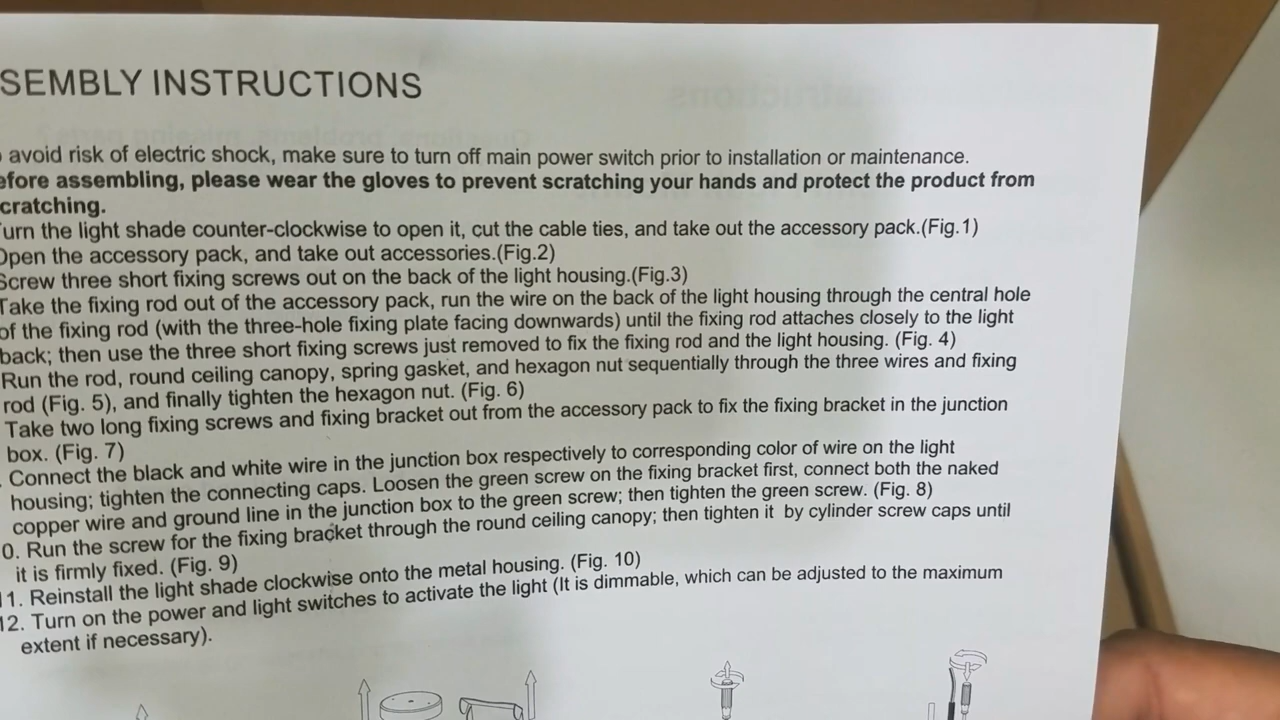 SEMBLY INSTRUCTIONS
avoid risk of electric shock, make sure to turn off main power switch prior to installation or maintenance.
efore assembling, please wear the gloves to prevent scratching your hands and protect the product from
cratching.
urn the light shade counter-clockwise to open it, cut the cable ties, and take out the accessory pack.(Fig.1)
Open the accessory pack, and take out accessories.(Fig.2)
Screw three short fixing screws out on the back of the light housing.(Fig.3)
Take the fixing rod out of the accessory pack, run the wire on the back of the light housing through the central hole
of the fixing rod (with the three-hole fixing plate facing downwards) until the fixing rod attaches closely to the light
back; then use the three short fixing screws just removed to fix the fixing rod and the light housing. (Fig. 4)
Run the rod, round ceiling canopy, spring gasket, and hexagon nut sequentially through the three wires and fixing
rod (Fig. 5), and finally tighten the hexagon nut. (Fig. 6)
Take two long fixing screws and fixing bracket out from the accessory pack to fix the fixing bracket in the junction
box. (Fig. 7)
. Connect the black and white wire in the junction box respectively to corresponding color of wire on the light
housing; tighten the connecting caps. Loosen the green screw on the fixing bracket first, connect both the naked
copper wire and ground line in the junction box to the green screw; then tighten the green screw. (Fig. 8)
0. Run the screw for the fixing bracket through the round ceiling canopy; then tighten it by cylinder screw caps until
it is firmly fixed. (Fig. 9)
11. Reinstall the light shade clockwise onto the metal housing. (Fig. 10)
12. Turn on the power and light switches to activate the light (It is dimmable, which can be adjusted to the maximum
extent if necessary).